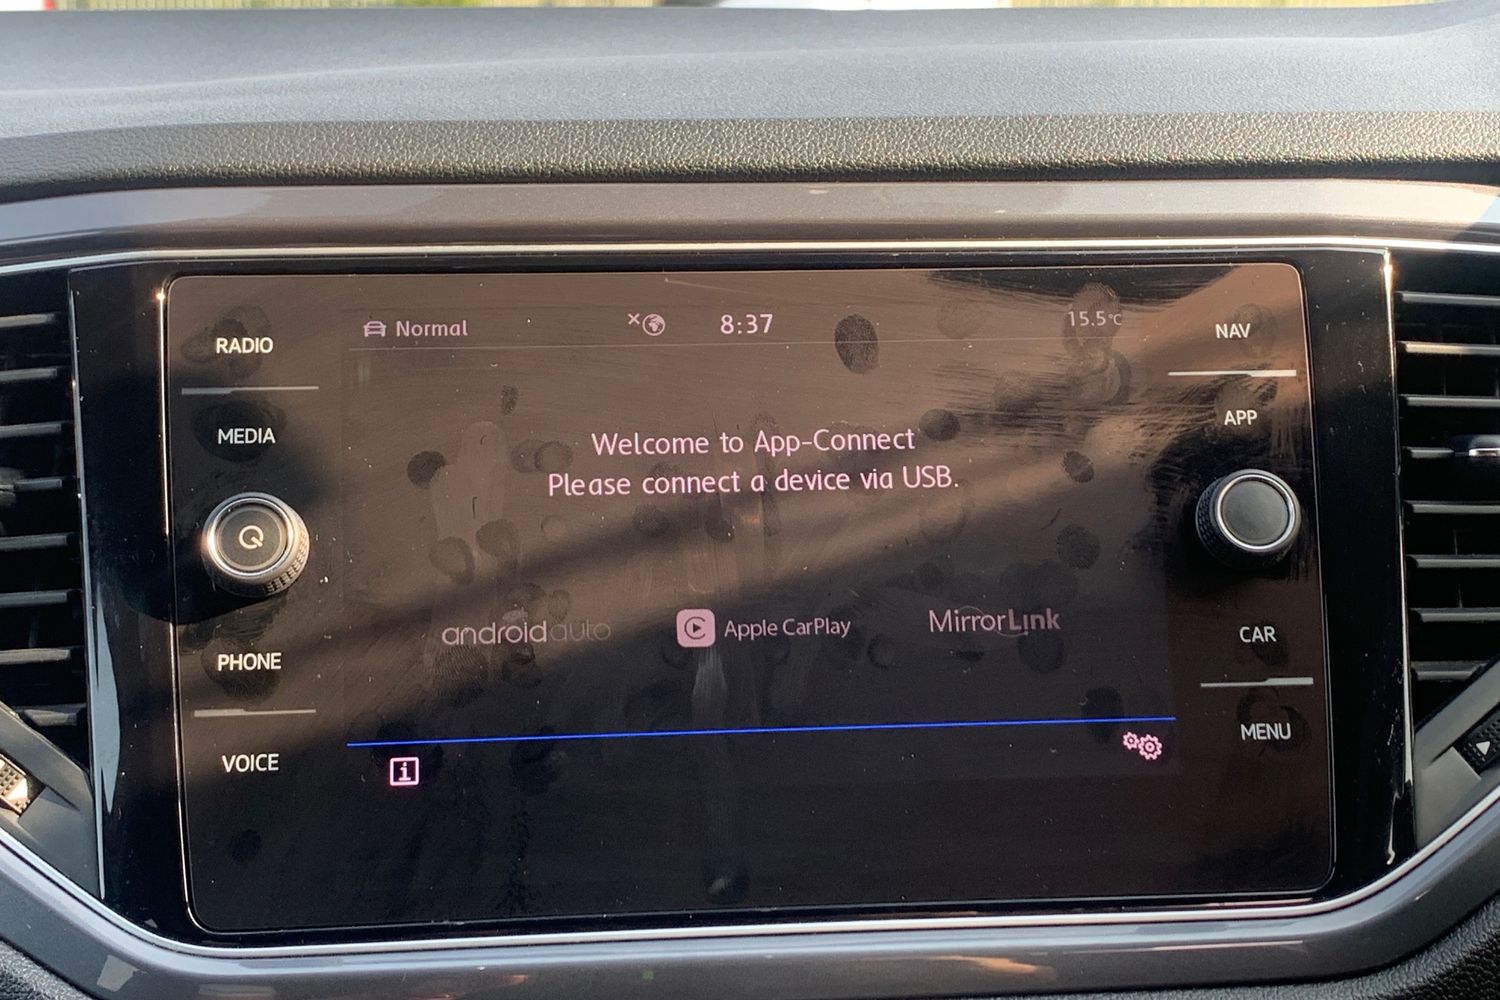 Normal
8:37
15.5°C
RADIO
NAV
MEDIA
APP
Welcome to App-Connect
Please connect a device via USB.
androidauto
Apple CarPlay
MirrorLink
PHONE
CAR
VOICE
MENU
i